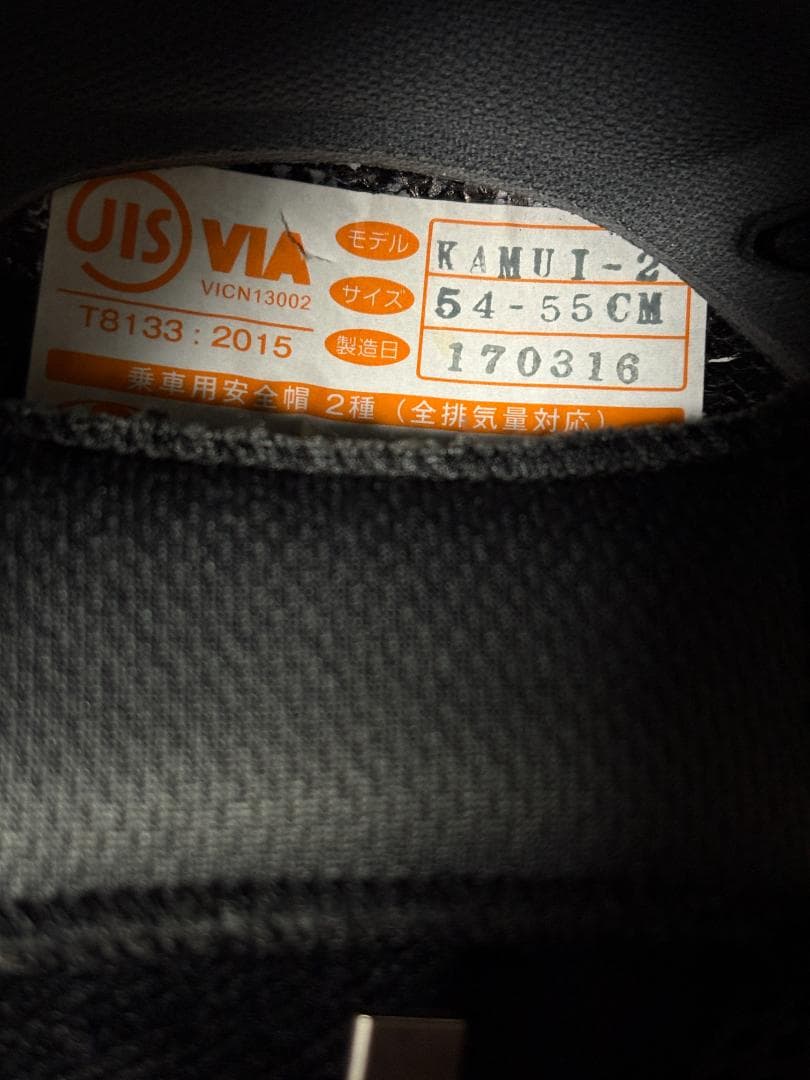 JIS VIA
VICN13002
T8133 : 2015
モデル KAMUI-2
サイズ 54-55CM
製造日 170316
乗車用安全帽 2種 (全排気量対応)